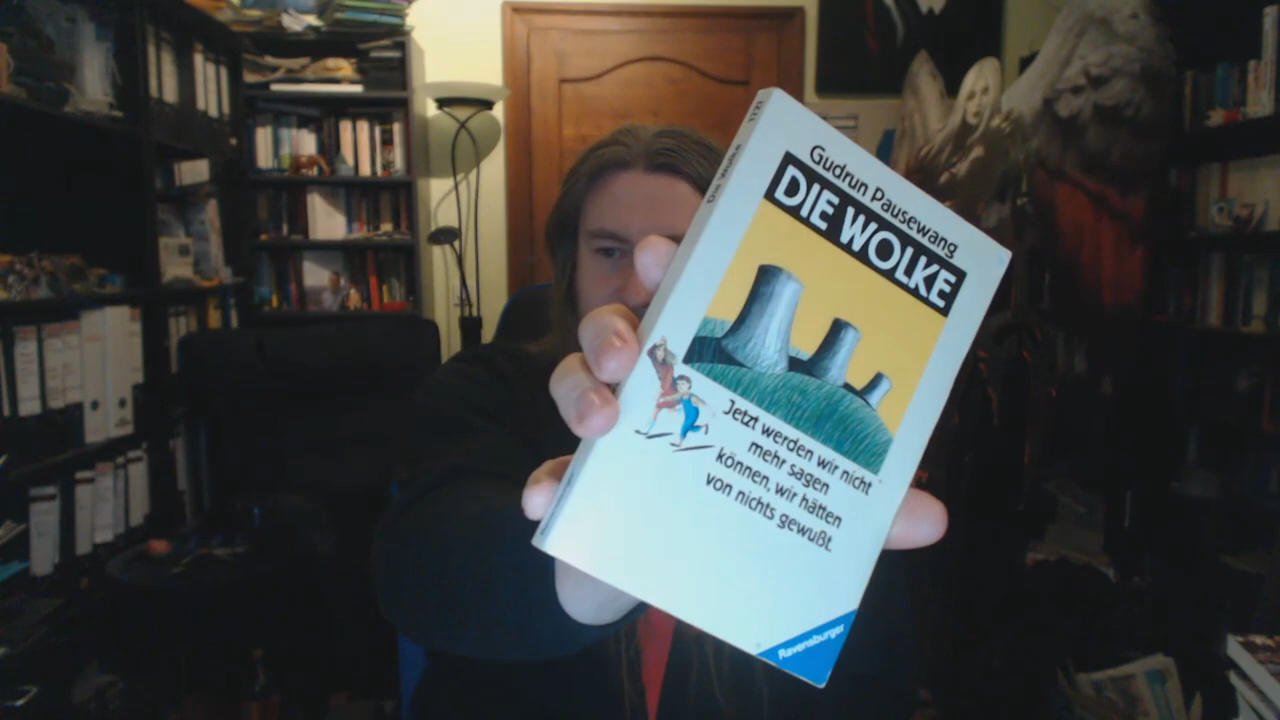 Gudrun Pausewang
DIE WOLKE
Jetzt werden wir nicht
mehr sagen
können, wir hätten
von nichts gewußt.
Ravensburger
Die Wolke